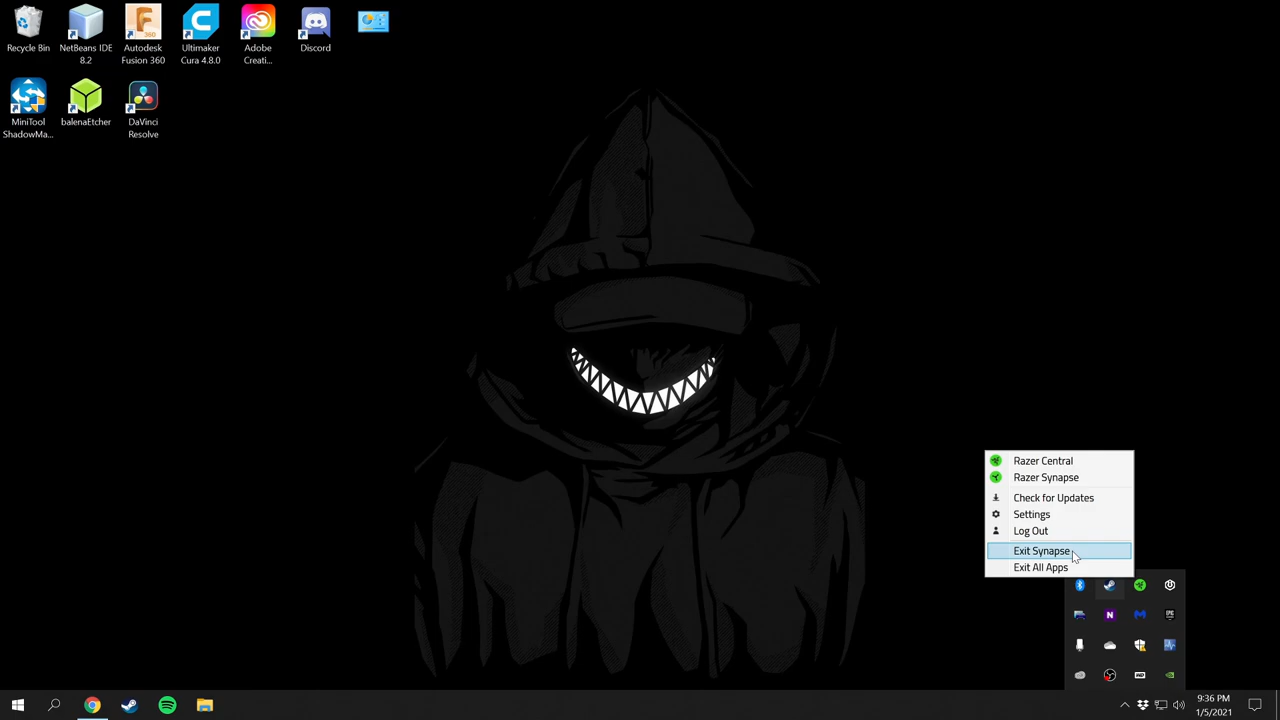 Recycle Bin
NetBeans IDE
8.2
Autodesk
Fusion 360
Ultimaker
Cura 4.8.0
Adobe
Creati...
Discord
MiniTool
ShadowMa...
balenaEtcher
DaVinci
Resolve
Razer Central
Razer Synapse
Check for Updates
Settings
Log Out
Exit Synapse
Exit All Apps
9:36 PM
1/5/2021